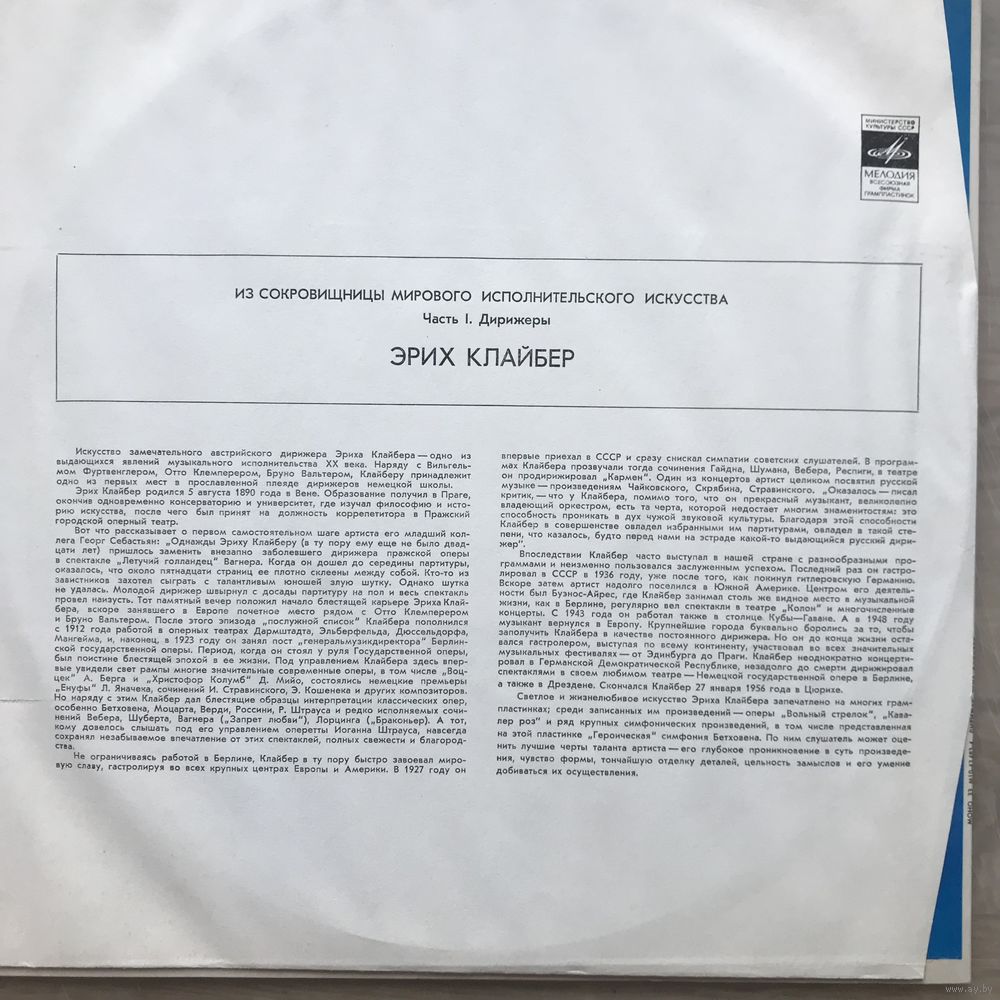 МИНИСТЕРСТВО
КУЛЬТУРЫ СССР
МЕЛОДИЯ
ВСЕСОЮЗНАЯ
ФИРМА
ГРАМПЛАСТИНОК
ИЗ СОКРОВИЩНИЦЫ МИРОВОГО ИСПОЛНИТЕЛЬСКОГО ИСКУССТВА
Часть I. Дирижеры
ЭРИХ КЛАЙБЕР
Искусство замечательного австрийского дирижера Эриха Клайбера — одно из
выдающихся явлений музыкального исполнительства XX века. Наряду с Вильгель-
мом Фуртвенглером, Отто Клемперером, Бруно Вальтером, Клайберу принадлежит
одно из первых мест в прославленной плеяде дирижеров немецкой школы.
Эрих Клайбер родился 5 августа 1890 года в Вене. Образование получил в Праге,
окончив одновременно консерваторию и университет, где изучал философию и исто-
рию искусства, после чего был принят на должность корреπетитора в Пражский
городской оперный театр.
Вот что рассказывает о первом самостоятельном шаге артиста его младший кол-
лега Георг Себастьян: „Однажды Эриху Клайберу (в ту пору ему еще не было двад-
цати лет) пришлось заменить внезапно заболевшего дирижера пражской оперы
в спектакле „Летучий голландец" Вагнера. Когда он дошел до середины партитуры,
оказалось, что около пятнадцати страниц ее плотно склеены между собой. Кто-то из
завистников захотел сыграть с талантливым юношей злую шутку. Однако шутка
не удалась. Молодой дирижер швырнул с досады партитуру на пол и весь спектакль
провел наизусть. Тот памятный вечер положил начало блестящей карьере Эриха Клай-
бера, вскоре занявшего в Европе почетное место рядом с Отто Клемперером
и Бруно Вальтером. После этого эпизода „послужной список" Клайбера пополнился
с 1912 года работой в оперных театрах Дармштадта, Эльберфельда, Дюссельдорфа,
Мангейма, и, наконец, в 1923 году он занял пост „генеральмузикдиректора" Берлин-
ской государственной оперы. Период, когда он стоял у руля Государственной оперы,
был поистине блестящей эпохой в ее жизни. Под управлением Клайбера здесь впер-
вые увидели свет рампы многие значительные современные оперы, в том числе „Воц-
цек" А. Берга и „Христофор Колумб" Д. Мийо, состоялись немецкие премьеры
„Енуфы" Л. Яначека, сочинений И. Стравинского, Э. Кошенека и других композиторов.
Но наряду с этим Клайбер дал блестящие образцы интерпретации классических опер,
особенно Бетховена, Моцарта, Верди, Россини, Р. Штрауса и редко исполняемых сочи-
нений Вебера, Шуберта, Вагнера („Запрет любви"), Лорцинга („Браконьер). А тот,
кому довелось слышать под его управлением оперетты Иоганна Штрауса, навсегда
сохранял незабываемое впечатление от этих спектаклей, полных свежести и благород-
ства.
Не ограничиваясь работой в Берлине, Клайбер в ту пору быстро завоевал миро-
вую славу, гастролируя во всех крупных центрах Европы и Америки. В 1927 году он
впервые приехал в СССР и сразу снискал симпатии советских слушателей. В програм-
мах Клайбера прозвучали тогда сочинения Гайдна, Шумана, Вебера, Респиги, в театре
он продирижировал „Кармен". Один из концертов артист целиком посвятил русской
музыке — произведениям Чайковского, Скрябина, Стравинского. „Оказалось — писал
критик, — что у Клайбера, помимо того, что он прекрасный музыкант, великолепно
владеющий оркестром, есть та черта, которой недостает многим знаменитостям: это
способность проникать в дух чужой звуковой культуры. Благодаря этой способности
Клайбер в совершенстве овладел избранными им партитурами, овладел в такой сте-
пени, что казалось, будто перед нами на эстраде какой-то выдающийся русский дири-
жер".
Впоследствии Клайбер часто выступал в нашей стране с разнообразными про-
граммами и неизменно пользовался заслуженным успехом. Последний раз он гастро-
лировал в СССР в 1936 году, уже после того, как покинул гитлеровскую Германию.
Вскоре затем артист надолго поселился в Южной Америке. Центром его деятель-
ности был Буэнос-Айрес, где Клайбер занимал столь же видное место в музыкальной
жизни, как в Берлине, регулярно вел спектакли в театре „Колон" и многочисленные
концерты. С 1943 года он работал также в столице Кубы — Гаване. А в 1948 году
музыкант вернулся в Европу. Крупнейшие города буквально боролись за то, чтобы
заполучить Клайбера в качестве постоянного дирижера. Но он до конца жизни оста-
вался гастролером, выступая по всему континенту, участвовал во всех значительных
музыкальных фестивалях — от Эдинбурга до Праги. Клайбер неоднократно концерти-
ровал в Германской Демократической Республике, незадолго до смерти дирижировал
спектаклями в своем любимом театре — Немецкой государственной опере в Берлине,
а также в Дрездене. Скончался Клайбер 27 января 1956 года в Цюрихе.
Светлое и жизнелюбивое искусство Эриха Клайбера запечатлено на многих грам-
пластинках; среди записанных им произведений — оперы „Вольный стрелок", „Кава-
лер роз" и ряд крупных симфонических произведений, в том числе представленная
на этой пластинке "Героическая" симфония Бетховена. По ним слушатель может оце-
нить лучшие черты таланта артиста — его глубокое проникновение в суть произведе-
ния, чувство формы, тончайшую отделку деталей, цельность замыслов и его умение
добиваться их осуществления.
www.ay.by